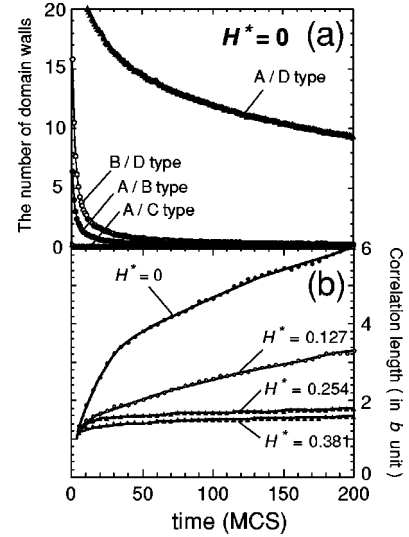 20
H* = 0 (a)
15
A / D type
10
B / D type
A / B type
5
A / C type
0
The number of domain walls
6
H* = 0
(b)
H* = 0.127
4
H* = 0.254
2
H* = 0.381
0
Correlation length ( in b unit )
0 50 100 150 200
time (MCS)